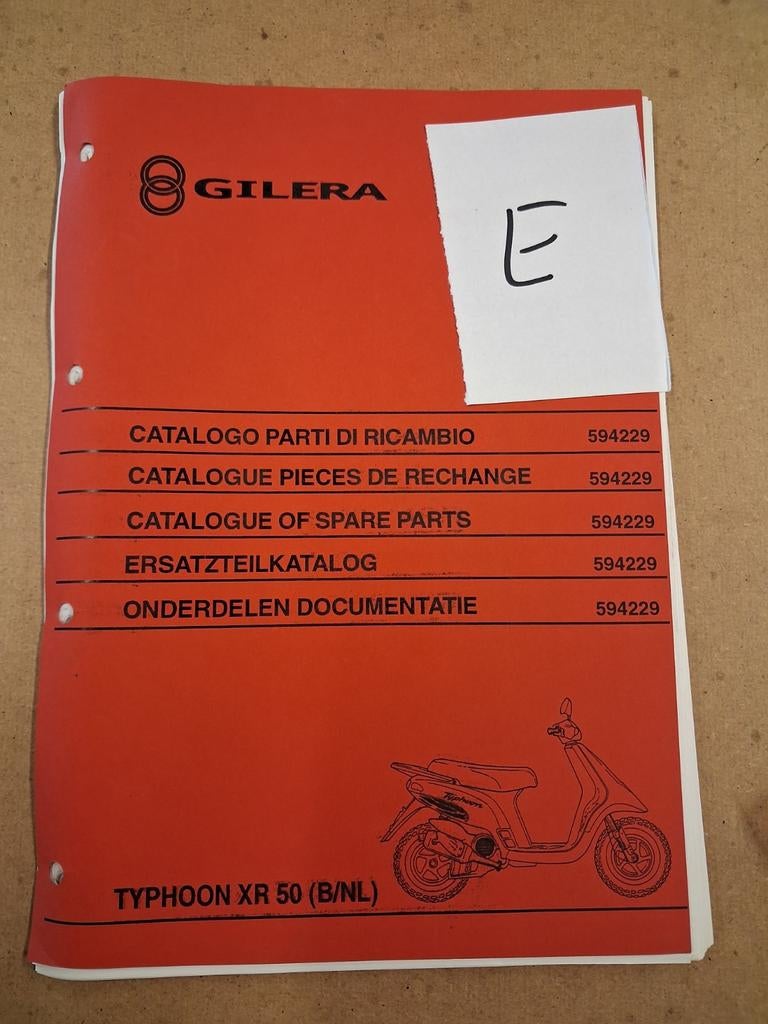 GILERA
E
CATALOGO PARTI DI RICAMBIO 594229
CATALOGUE PIECES DE RECHANGE 594229
CATALOGUE OF SPARE PARTS 594229
ERSATZTEILKATALOG 594229
ONDERDELEN DOCUMENTATIE 594229
Typhoon
TYPHOON XR 50 (B/NL)